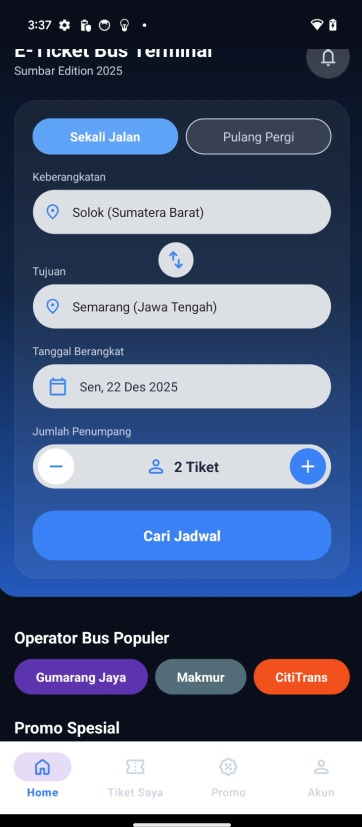 3:37
E-Ticket Bus Terminal
Sumbar Edition 2025
Sekali Jalan
Pulang Pergi
Keberangkatan
Solok (Sumatera Barat)
Tujuan
Semarang (Jawa Tengah)
Tanggal Berangkat
Sen, 22 Des 2025
Jumlah Penumpang
2 Tiket
Cari Jadwal
Operator Bus Populer
Gumarang Jaya
Makmur
CitiTrans
Promo Spesial
Home
Tiket Saya
Promo
Akun